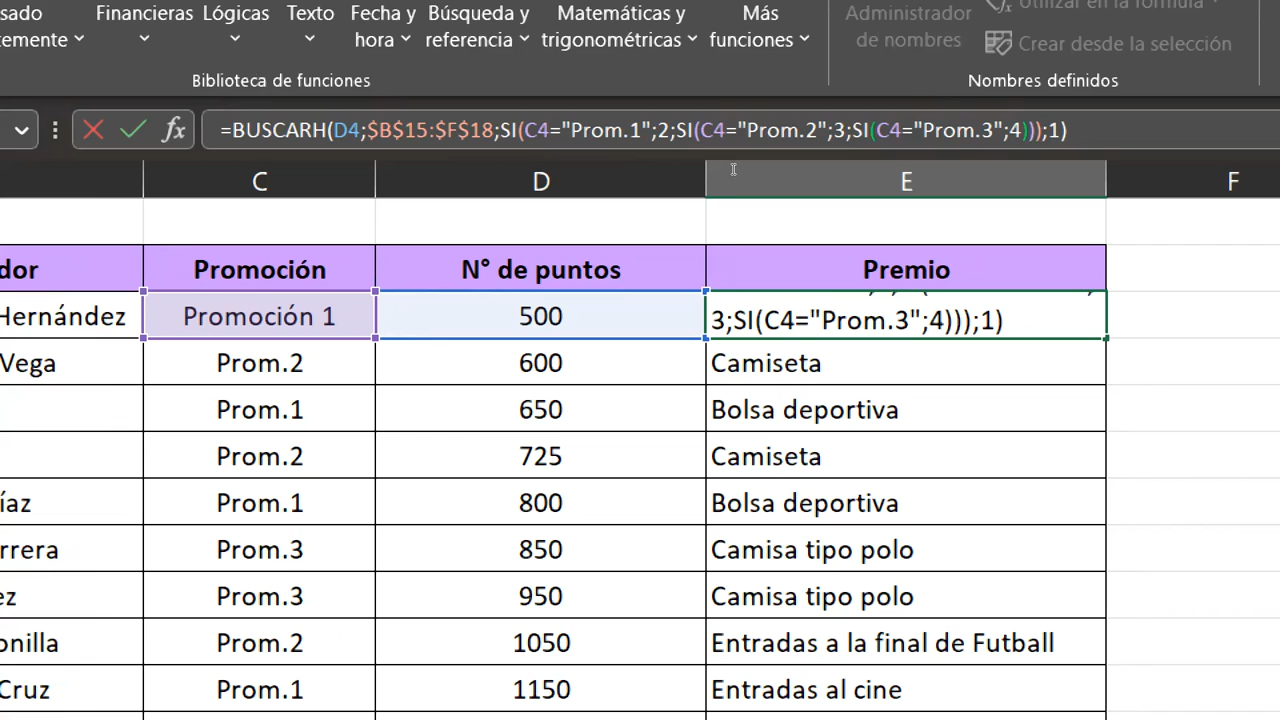 sado Financieras Lógicas Texto Fecha y Búsqueda y Matemáticas y Más Administrador Utilizar en la fórmula
temente hora referencia trigonométricas funciones de nombres Crear desde la selección
Biblioteca de funciones Nombres definidos
fx =BUSCARH(D4;$B$15:$F$18;SI(C4="Prom.1";2;SI(C4="Prom.2";3;SI(C4="Prom.3";4)));1)
C D E F
dor Promoción N° de puntos Premio
Hernández Promoción 1 500 3;SI(C4="Prom.3";4)));1)
Vega Prom.2 600 Camiseta
Prom.1 650 Bolsa deportiva
Prom.2 725 Camiseta
íaz Prom.1 800 Bolsa deportiva
rrera Prom.3 850 Camisa tipo polo
ez Prom.3 950 Camisa tipo polo
onilla Prom.2 1050 Entradas a la final de Futball
Cruz Prom.1 1150 Entradas al cine